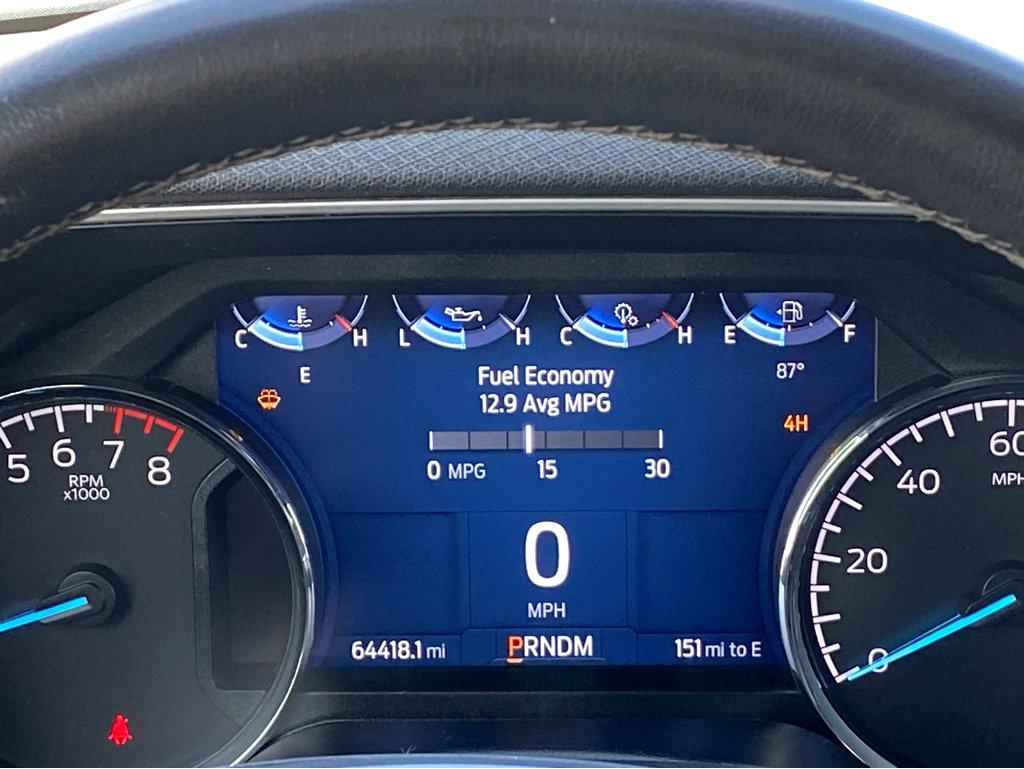 C H L H C H E F
E
87°
Fuel Economy
12.9 Avg MPG
4H
0 MPG 15 30
5 6 7 8
RPM
x1000
0
MPH
64418.1 mi
PRNDM
151 mi to E
0 20 40 60
MPH